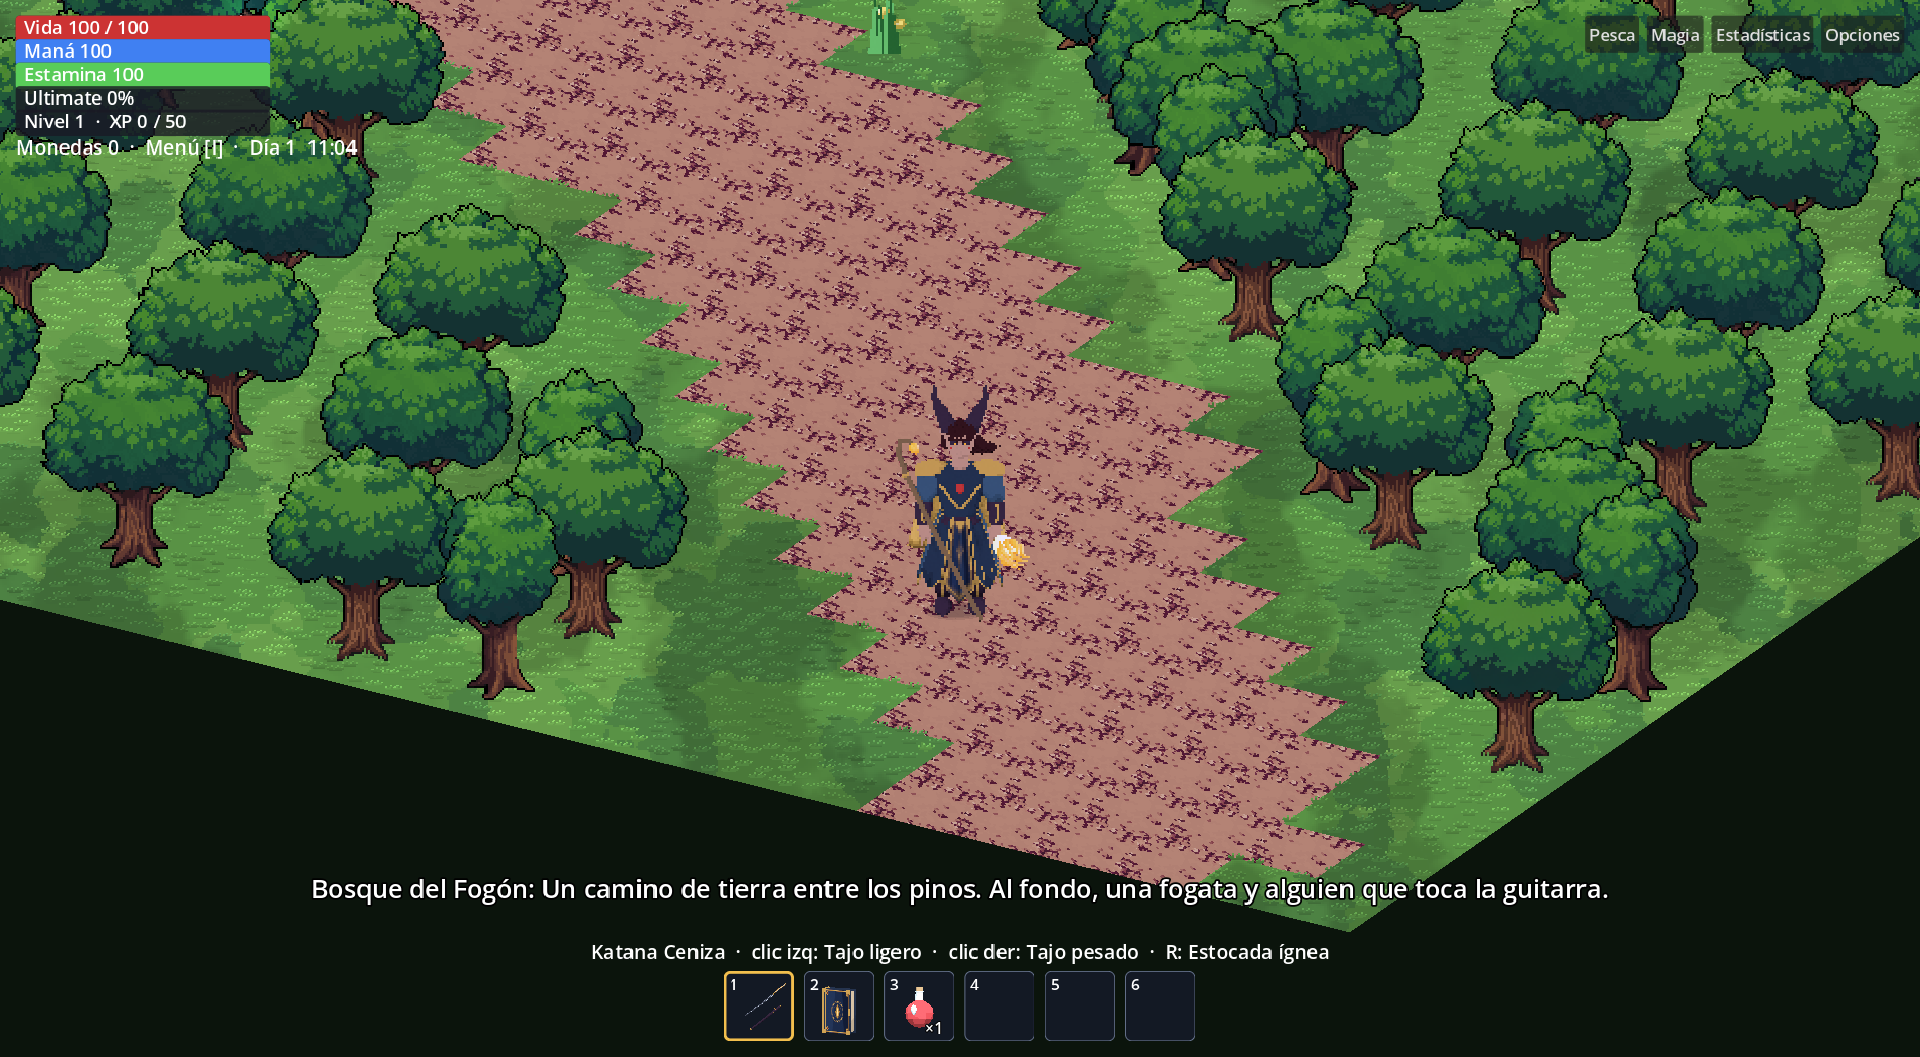 Vida 100 / 100
Maná 100
Estamina 100
Ultimate 0%
Nivel 1 · XP 0 / 50
Monedas 0 · Menú [I] · Día 1 11:04
Pesca Magia Estadísticas Opciones
Bosque del Fogón: Un camino de tierra entre los pinos. Al fondo, una fogata y alguien que toca la guitarra.
Katana Ceniza · clic izq: Tajo ligero · clic der: Tajo pesado · R: Estocada ígnea
1 2 3 4 5 6
×1